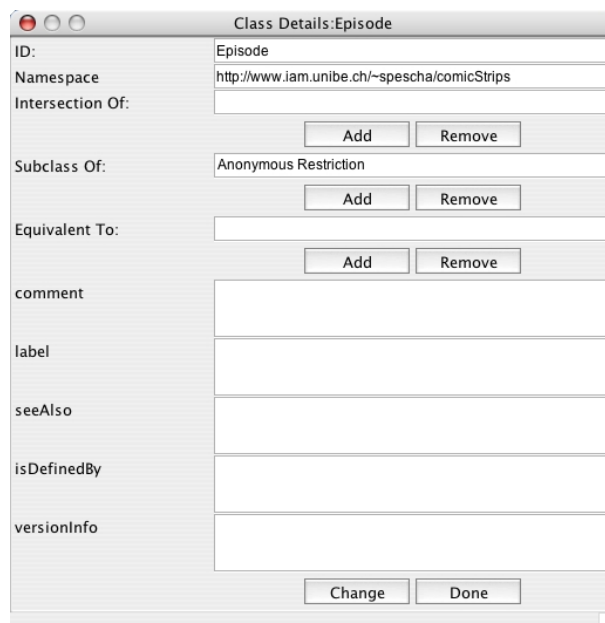 Class Details:Episode
ID: Episode
Namespace http://www.iam.unibe.ch/~spescha/comicStrips
Intersection Of:
Add Remove
Subclass Of: Anonymous Restriction
Add Remove
Equivalent To:
Add Remove
comment
label
seeAlso
isDefinedBy
versionInfo
Change Done